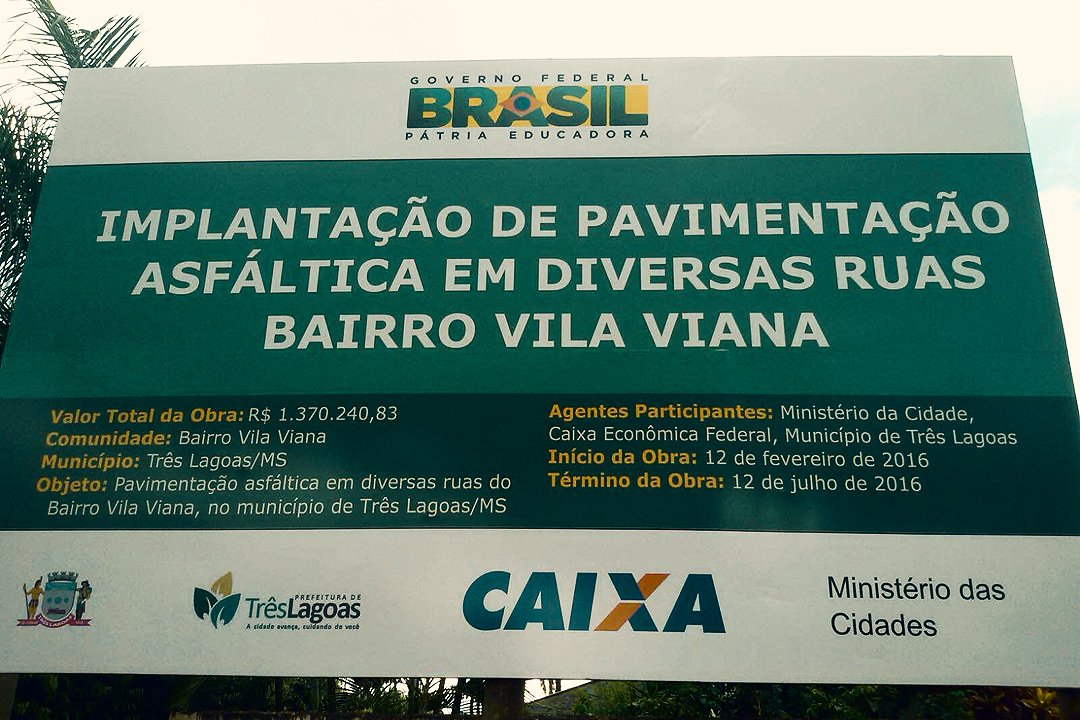 GOVERNO FEDERAL
BRASIL
PÁTRIA EDUCADORA
IMPLANTAÇÃO DE PAVIMENTAÇÃO
ASFÁLTICA EM DIVERSAS RUAS
BAIRRO VILA VIANA
Valor Total da Obra: R$ 1.370.240,83
Comunidade: Bairro Vila Viana
Município: Três Lagoas/MS
Objeto: Pavimentação asfáltica em diversas ruas do
Bairro Vila Viana, no município de Três Lagoas/MS
Agentes Participantes: Ministério da Cidade,
Caixa Econômica Federal, Município de Três Lagoas
Início da Obra: 12 de fevereiro de 2016
Término da Obra: 12 de julho de 2016
PREFEITURA DE
TrêsLagoas
A cidade avança, cuidando de você
CAIXA
Ministério das
Cidades